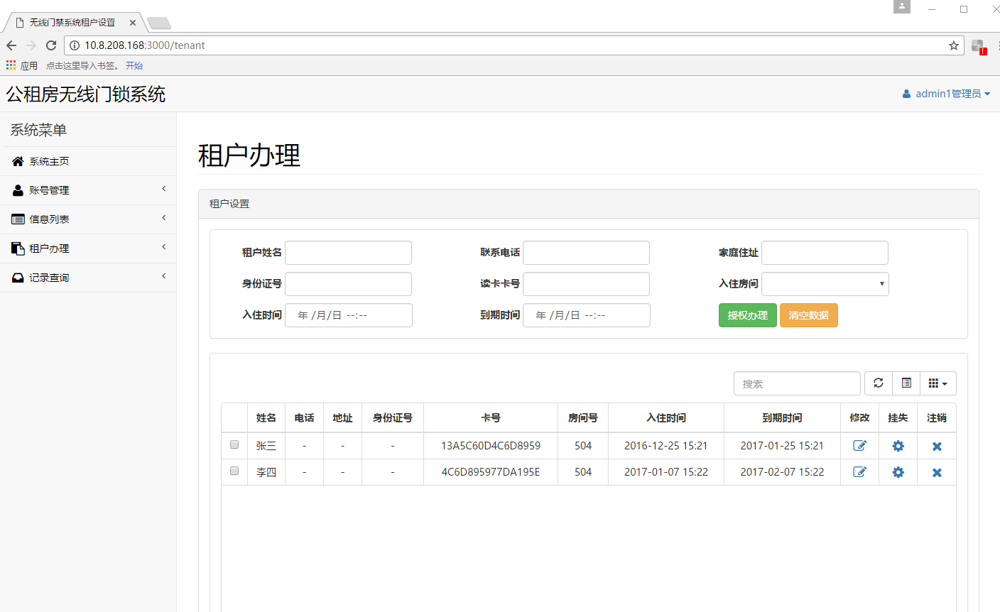 无线门禁系统租户设置
10.8.208.168:3000/tenant
应用 点击这里导入书签。 开始
公租房无线门锁系统
admin1管理员
系统菜单
系统主页
账号管理
信息列表
租户办理
记录查询
租户办理
租户设置
租户姓名 联系电话 家庭住址
身份证号 读卡卡号 入住房间
入住时间 年 /月/日 --:-- 到期时间 年 /月/日 --:-- 授权办理 清空数据
搜索
姓名 电话 地址 身份证号 卡号 房间号 入住时间 到期时间 修改 挂失 注销
张三 - - - 13A5C60D4C6D8959 504 2016-12-25 15:21 2017-01-25 15:21
李四 - - - 4C6D895977DA195E 504 2017-01-07 15:22 2017-02-07 15:22